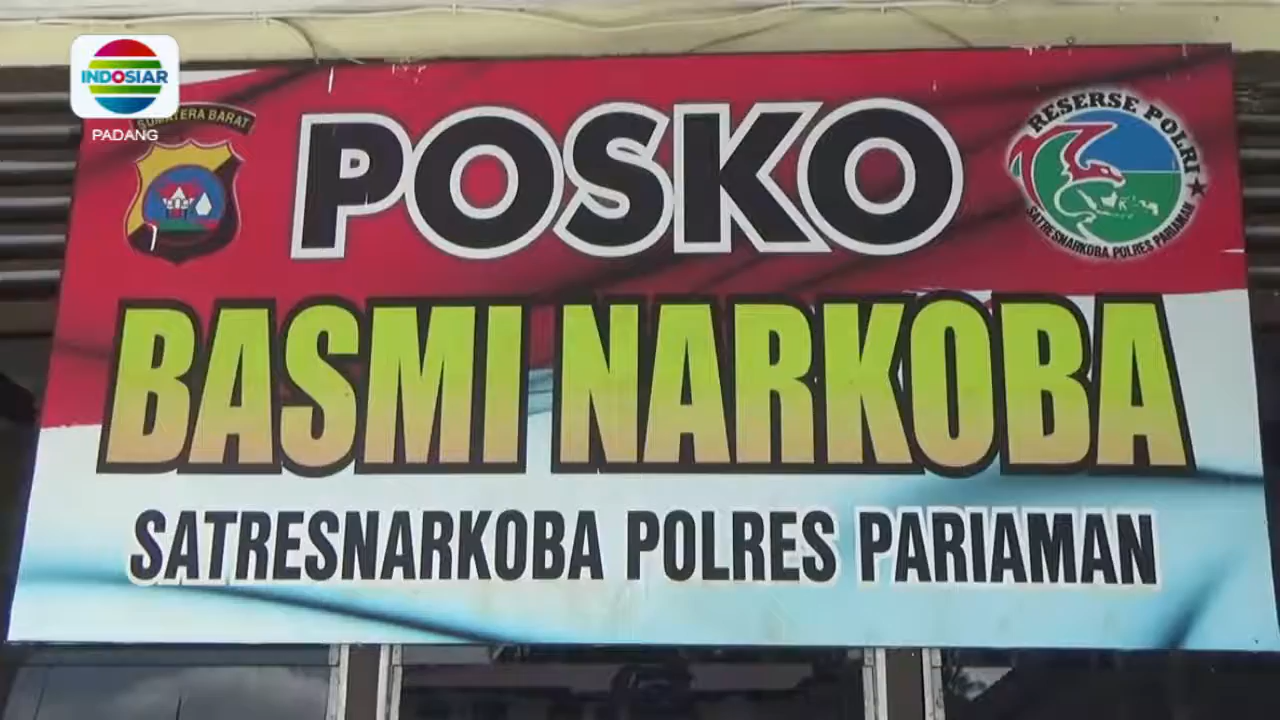 INDOSIAR
PADANG
SUMATERA BARAT
POSKO
RESERSE POLRI
SATRESNARKOBA POLRES PARIAMAN
BASMI NARKOBA
SATRESNARKOBA POLRES PARIAMAN